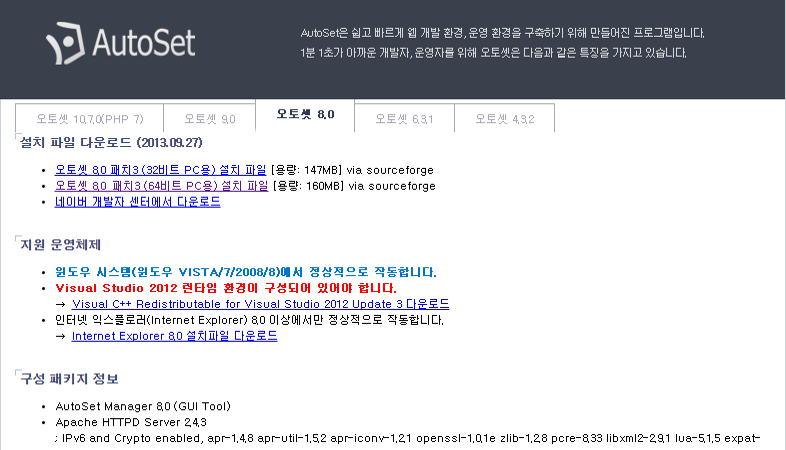 AutoSet
AutoSet은 쉽고 빠르게 웹 개발 환경, 운영 환경을 구축하기 위해 만들어진 프로그램입니다.
1분 1초가 아까운 개발자, 운영자를 위해 오토셋은 다음과 같은 특징을 가지고 있습니다.
오토셋 10.7.0(PHP 7)
오토셋 9.0
오토셋 8.0
오토셋 6.3.1
오토셋 4.3.2
설치 파일 다운로드 (2013.09.27)
• 오토셋 8.0 패치3 (32비트 PC용) 설치 파일 [용량: 147MB] via sourceforge
• 오토셋 8.0 패치3 (64비트 PC용) 설치 파일 [용량: 160MB] via sourceforge
• 네이버 개발자 센터에서 다운로드
지원 운영체제
• 윈도우 시스템(윈도우 VISTA/7/2008/8)에서 정상적으로 작동합니다.
• Visual Studio 2012 런타임 환경이 구성되어 있어야 합니다.
→ Visual C++ Redistributable for Visual Studio 2012 Update 3 다운로드
• 인터넷 익스플로러(Internet Explorer) 8.0 이상에서만 정상적으로 작동합니다.
→ Internet Explorer 8.0 설치파일 다운로드
구성 패키지 정보
• AutoSet Manager 8.0 (GUI Tool)
• Apache HTTPD Server 2.4.3
; IPv6 and Crypto enabled, apr-1.4.8 apr-util-1.5.2 apr-iconv-1.2.1 openssl-1.0.1e zlib-1.2.8 pcre-8.33 libxml2-2.9.1 lua-5.1.5 expat-